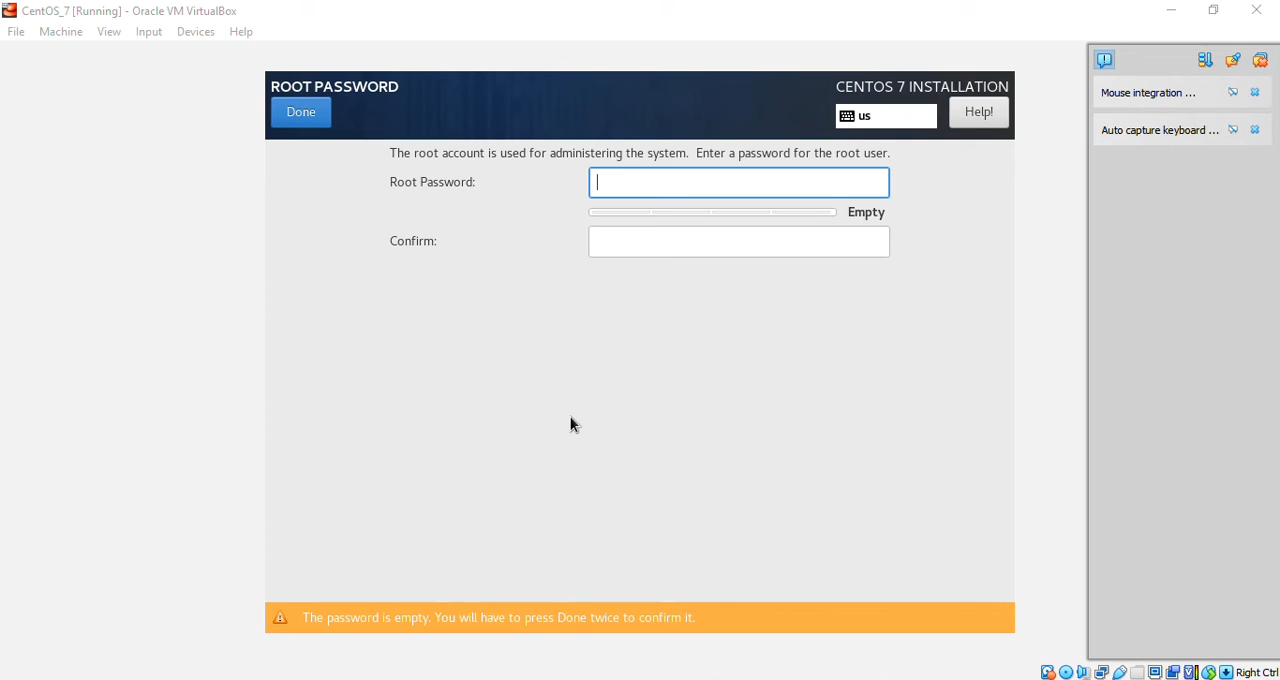 CentOS_7 [Running] - Oracle VM VirtualBox
File Machine View Input Devices Help
ROOT PASSWORD
CENTOS 7 INSTALLATION
Done
us
Help!
Mouse integration ...
Auto capture keyboard ...
The root account is used for administering the system. Enter a password for the root user.
Root Password:
Empty
Confirm:
The password is empty. You will have to press Done twice to confirm it.
Right Ctrl